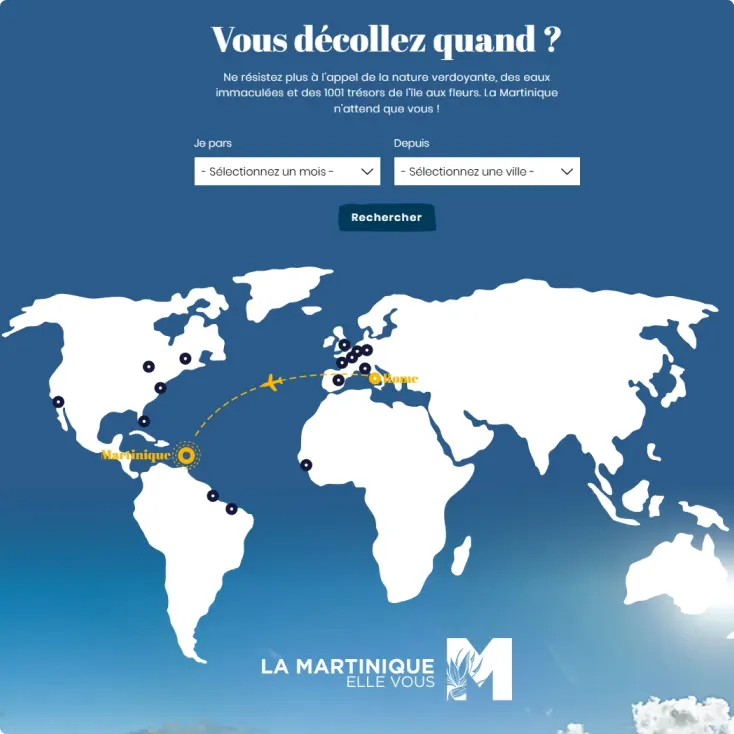 Vous décollez quand ?
Ne résistez plus à l'appel de la nature verdoyante, des eaux
immaculées et des 1001 trésors de l'île aux fleurs. La Martinique
n'attend que vous !
Je pars
Depuis
- Sélectionnez un mois -
- Sélectionnez une ville -
Rechercher
Rome
Martinique
LA MARTINIQUE
ELLE VOUS
M